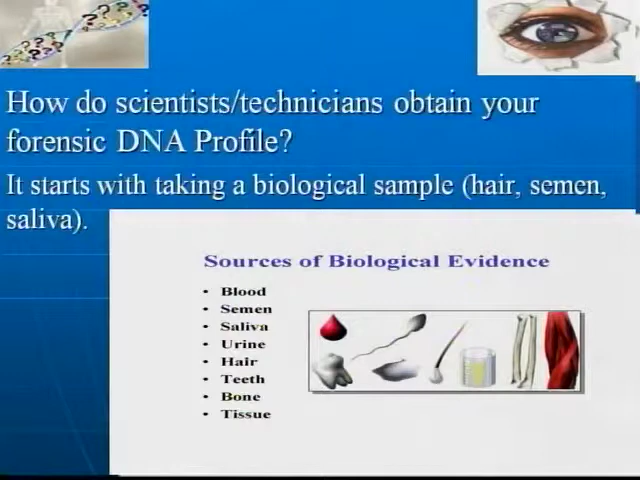 How do scientists/technicians obtain your
forensic DNA Profile?
It starts with taking a biological sample (hair, semen,
saliva).
Sources of Biological Evidence
• Blood
• Semen
• Saliva
• Urine
• Hair
• Teeth
• Bone
• Tissue